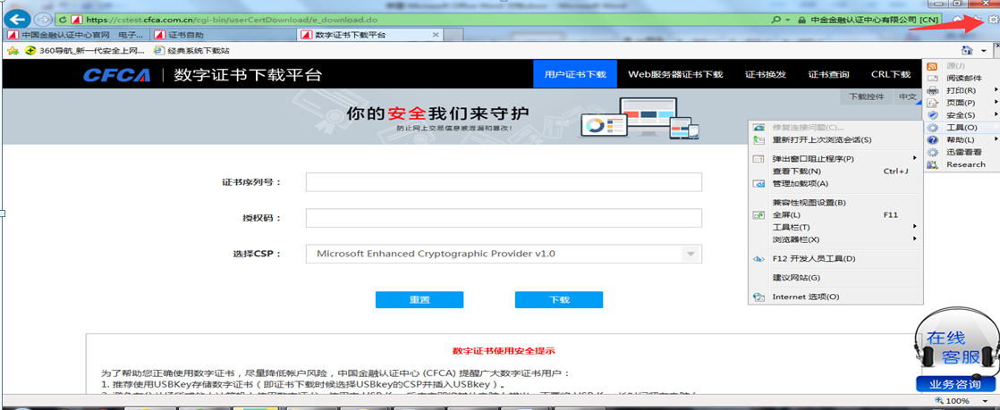 https://cstest.cfca.com.cn/cgi-bin/userCertDownload/e_download.do
中金金融认证中心有限公司 [CN]
中国金融认证中心官网 电子...
证书自助
数字证书下载平台
360导航_新一代安全上网...
经典系统下载站
CFCA
数字证书下载平台
用户证书下载
Web服务器证书下载
证书换发
证书查询
CRL下载
下载控件
中文
你的安全我们来守护
防止网上交易信息被泄漏和篡改!
源(J)
阅读邮件
打印(R)
页面(P)
安全(S)
工具(O)
帮助(L)
迅雷看看
Research
修复连接问题(C)...
重新打开上次浏览会话(S)
弹出窗口阻止程序(P)
查看下载(N) Ctrl+J
管理加载项(A)
兼容性视图设置(B)
全屏(L) F11
工具栏(T)
浏览器栏(X)
F12 开发人员工具(D)
建议网站(G)
Internet 选项(O)
证书序列号：
授权码：
选择CSP：
Microsoft Enhanced Cryptographic Provider v1.0
重置
下载
在线
客服
业务咨询
数字证书使用安全提示
为了帮助您正确使用数字证书，尽量降低帐户风险，中国金融认证中心 (CFCA) 提醒广大数字证书用户：
1. 推荐使用USBKey存储数字证书（即证书下载时候选择USBkey的CSP并插入USBkey）。
100%